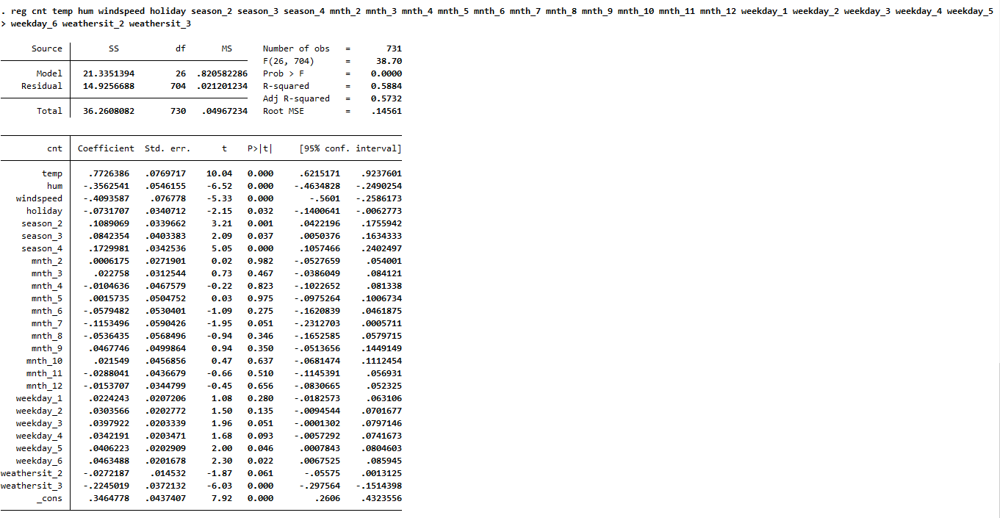 . reg cnt temp hum windspeed holiday season_2 season_3 season_4 mnth_2 mnth_3 mnth_4 mnth_5 mnth_6 mnth_7 mnth_8 mnth_9 mnth_10 mnth_11 mnth_12 weekday_1 weekday_2 weekday_3 weekday_4 weekday_5
> weekday_6 weathersit_2 weathersit_3
Source SS df MS Number of obs = 731
F(26, 704) = 38.70
Model 21.3351394 26 .820582286 Prob > F = 0.0000
Residual 14.9256688 704 .021201234 R-squared = 0.5884
Adj R-squared = 0.5732
Total 36.2608082 730 .04967234 Root MSE = .14561
cnt Coefficient Std. err. t P>|t| [95% conf. interval]
temp .7726386 .0769717 10.04 0.000 .6215171 .9237601
hum -.3562541 .0546155 -6.52 0.000 -.4634828 -.2490254
windspeed -.4093587 .076778 -5.33 0.000 -.5601 -.2586173
holiday -.0731707 .0340712 -2.15 0.032 -.1400641 -.0062773
season_2 .1089069 .0339662 3.21 0.001 .0422196 .1755942
season_3 .0842354 .0403383 2.09 0.037 .0050376 .1634333
season_4 .1729981 .0342536 5.05 0.000 .1057466 .2402497
mnth_2 .0006175 .0271901 0.02 0.982 -.0527659 .054001
mnth_3 .022758 .0312544 0.73 0.467 -.0386049 .084121
mnth_4 -.0104636 .0467579 -0.22 0.823 -.1022652 .081338
mnth_5 .0015735 .0504752 0.03 0.975 -.0975264 .1006734
mnth_6 -.0579482 .0530401 -1.09 0.275 -.1620839 .0461875
mnth_7 -.1153496 .0590426 -1.95 0.051 -.2312703 .0005711
mnth_8 -.0536435 .0568496 -0.94 0.346 -.1652585 .0579715
mnth_9 .0467746 .0499864 0.94 0.350 -.0513656 .1449149
mnth_10 .021549 .0456856 0.47 0.637 -.0681474 .1112454
mnth_11 -.0288041 .0436679 -0.66 0.510 -.1145391 .056931
mnth_12 -.0153707 .0344799 -0.45 0.656 -.0830665 .052325
weekday_1 .0224243 .0207206 1.08 0.280 -.0182573 .063106
weekday_2 .0303566 .0202772 1.50 0.135 -.0094544 .0701677
weekday_3 .0397922 .0203339 1.96 0.051 -.0001302 .0797146
weekday_4 .0342191 .0203471 1.68 0.093 -.0057292 .0741673
weekday_5 .0406223 .0202909 2.00 0.046 .0007843 .0804603
weekday_6 .0463488 .0201678 2.30 0.022 .0067525 .085945
weathersit_2 -.0272187 .014532 -1.87 0.061 -.05575 .0013125
weathersit_3 -.2245019 .0372132 -6.03 0.000 -.297564 -.1514398
_cons .3464778 .0437407 7.92 0.000 .2606 .4323556